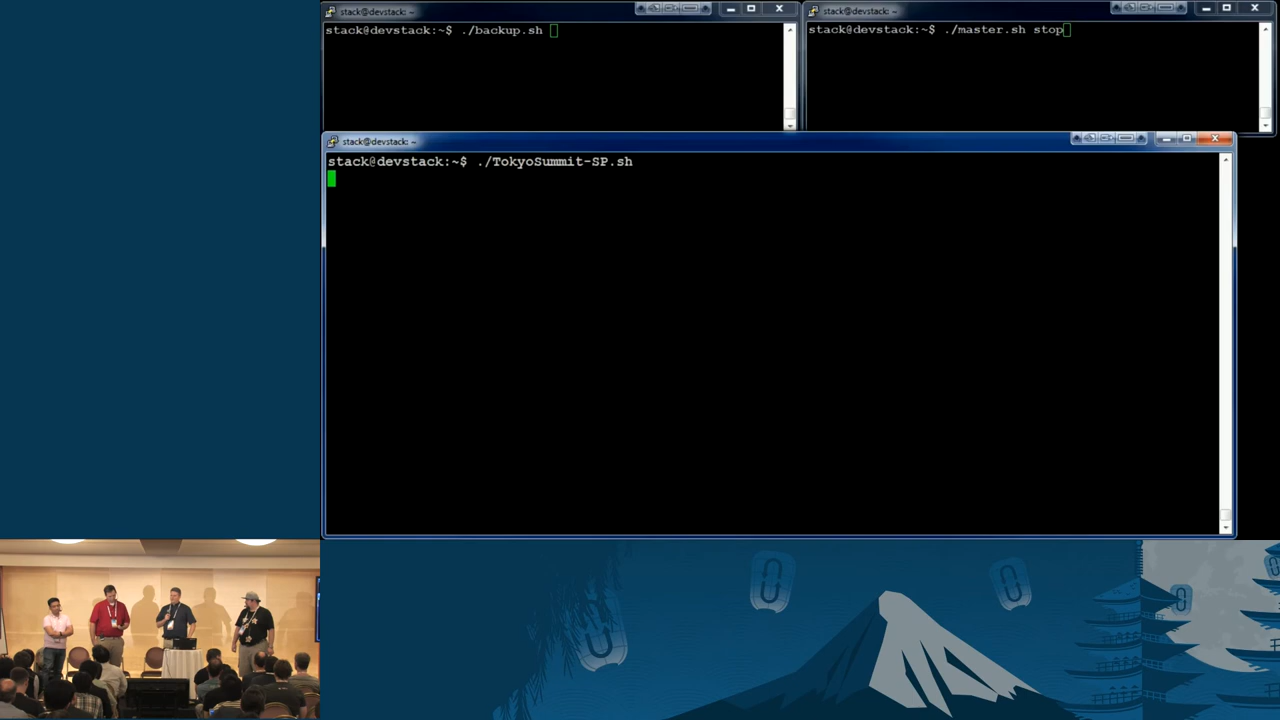 stack@devstack: ~
stack@devstack:~$ ./backup.sh
stack@devstack: ~
stack@devstack:~$ ./master.sh stop
stack@devstack: ~
stack@devstack:~$ ./TokyoSummit-SP.sh